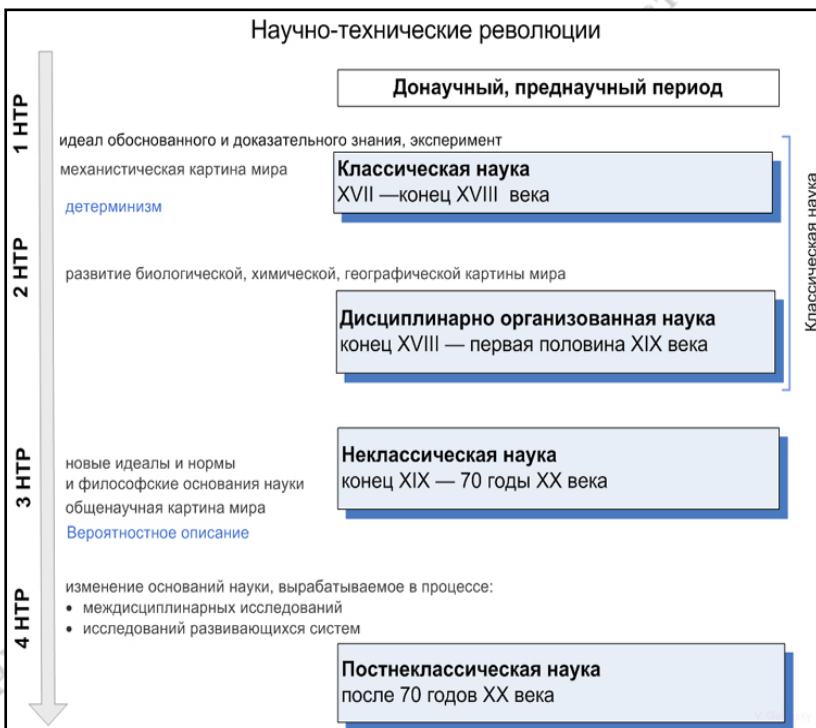 Научно-технические революции
Донаучный, преднаучный период
1 НТР
идеал обоснованного и доказательного знания, эксперимент
механистическая картина мира
детерминизм
Классическая наука
XVII —конец XVIII века
Классическая наука
2 НТР
развитие биологической, химической, географической картины мира
Дисциплинарно организованная наука
конец XVIII — первая половина XIX века
3 НТР
новые идеалы и нормы
и философские основания науки
общенаучная картина мира
Вероятностное описание
Неклассическая наука
конец XIX — 70 годы XX века
4 НТР
изменение оснований науки, вырабатываемое в процессе:
• междисциплинарных исследований
• исследований развивающихся систем
Постнеклассическая наука
после 70 годов XX века